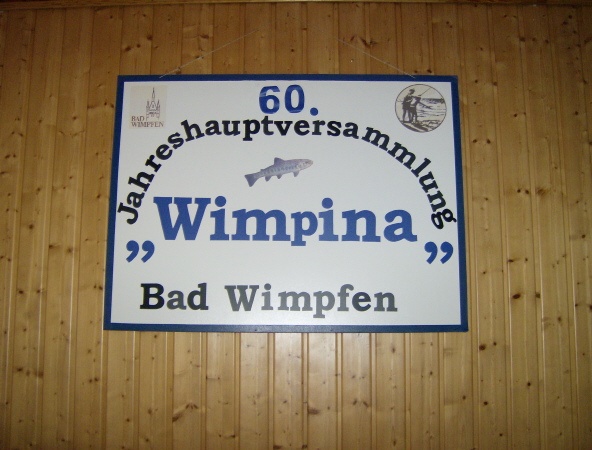 60.
BAD
WIMPFEN
Jahreshauptversammlung
„Wimpina„
Bad Wimpfen